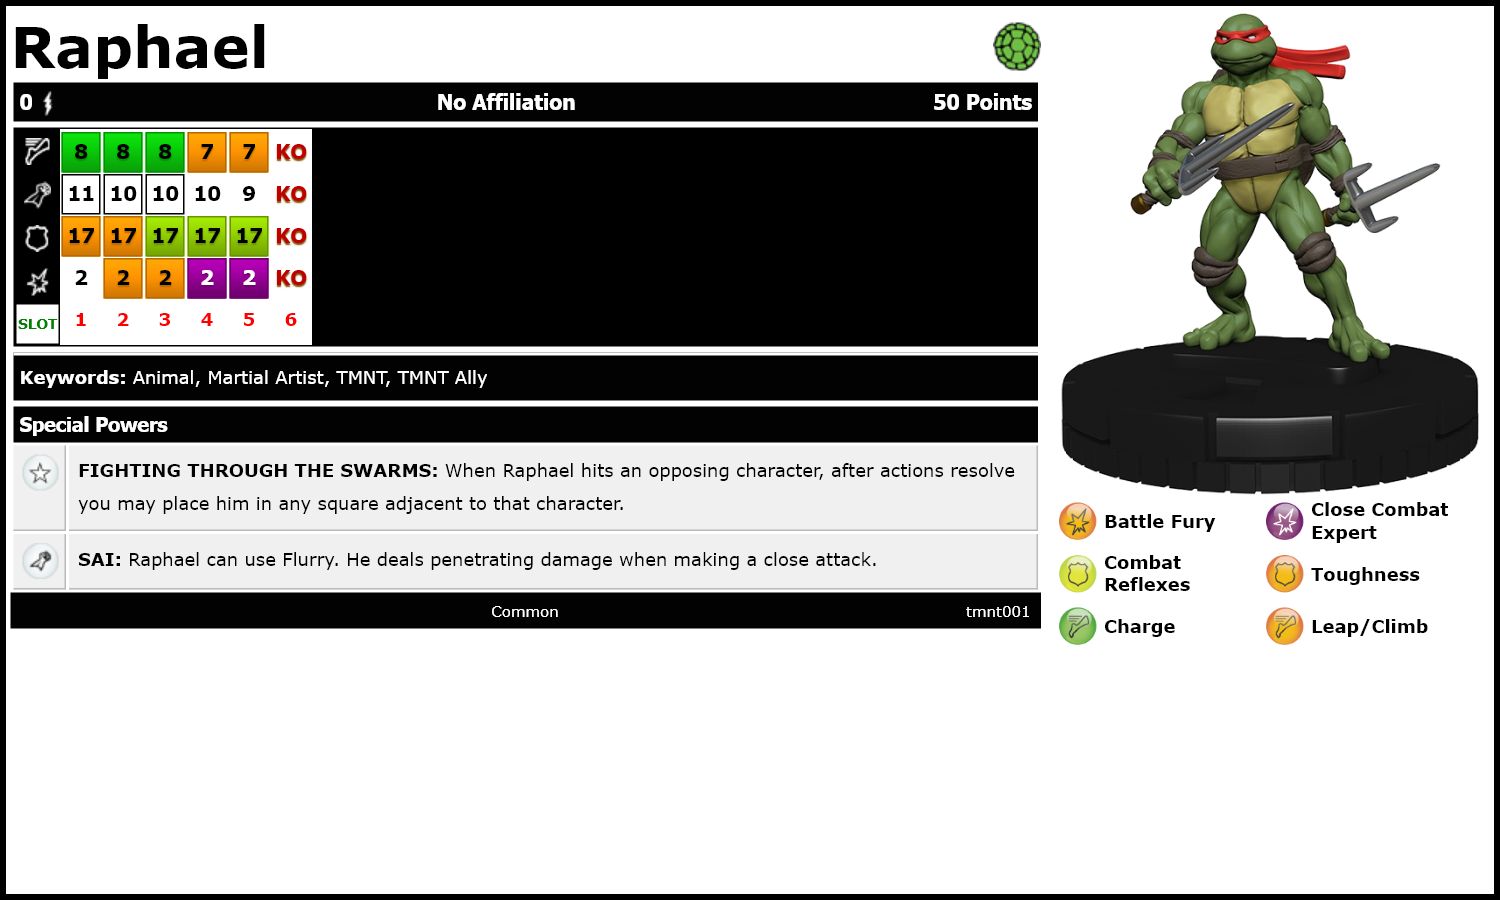 Raphael
0 No Affiliation 50 Points
8 8 8 7 7 KO
11 10 10 10 9 KO
17 17 17 17 17 KO
2 2 2 2 2 KO
SLOT 1 2 3 4 5 6
Keywords: Animal, Martial Artist, TMNT, TMNT Ally
Special Powers
FIGHTING THROUGH THE SWARMS: When Raphael hits an opposing character, after actions resolve
you may place him in any square adjacent to that character.
SAI: Raphael can use Flurry. He deals penetrating damage when making a close attack.
Common tmnt001
Battle Fury
Close Combat
Expert
Combat
Reflexes
Toughness
Charge
Leap/Climb